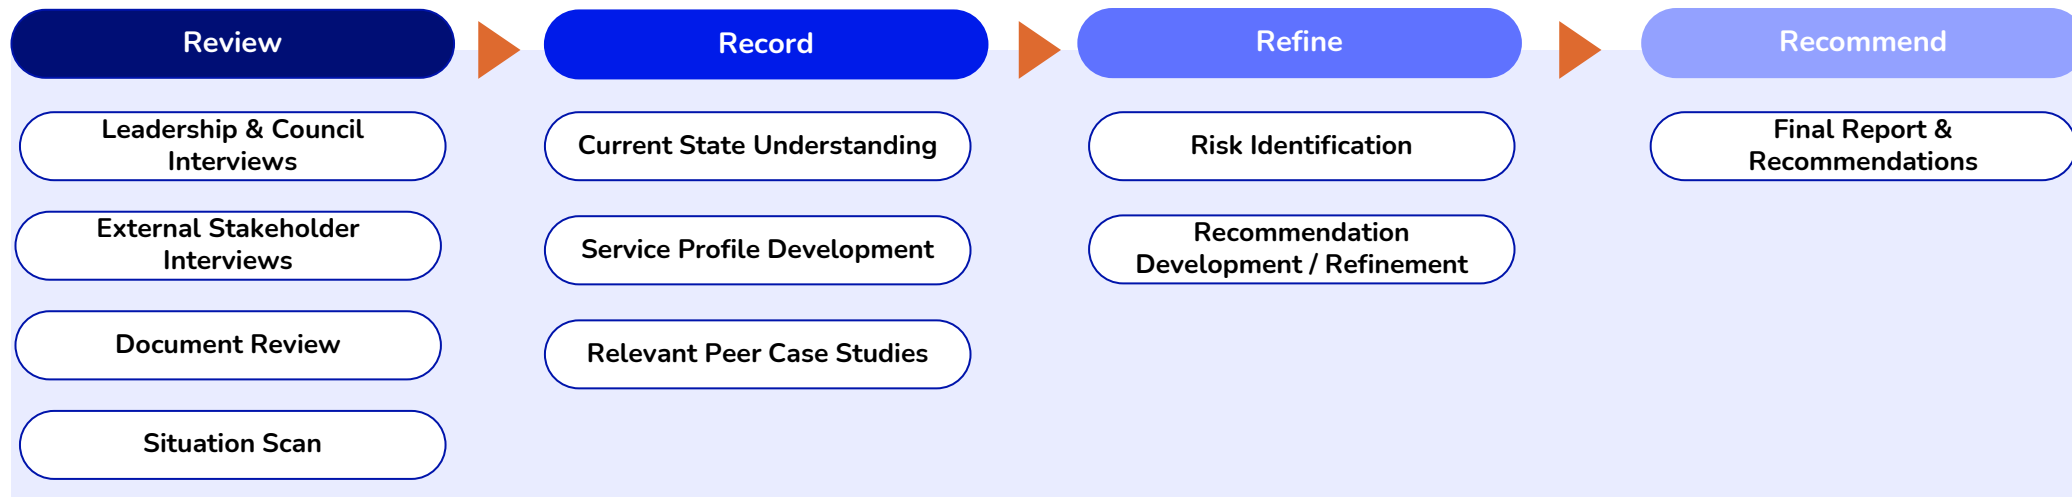 Review
Leadership & Council
Interviews
External Stakeholder
Interviews
Document Review
Situation Scan
Record
Current State Understanding
Service Profile Development
Relevant Peer Case Studies
Refine
Risk Identification
Recommendation
Development / Refinement
Recommend
Final Report &
Recommendations